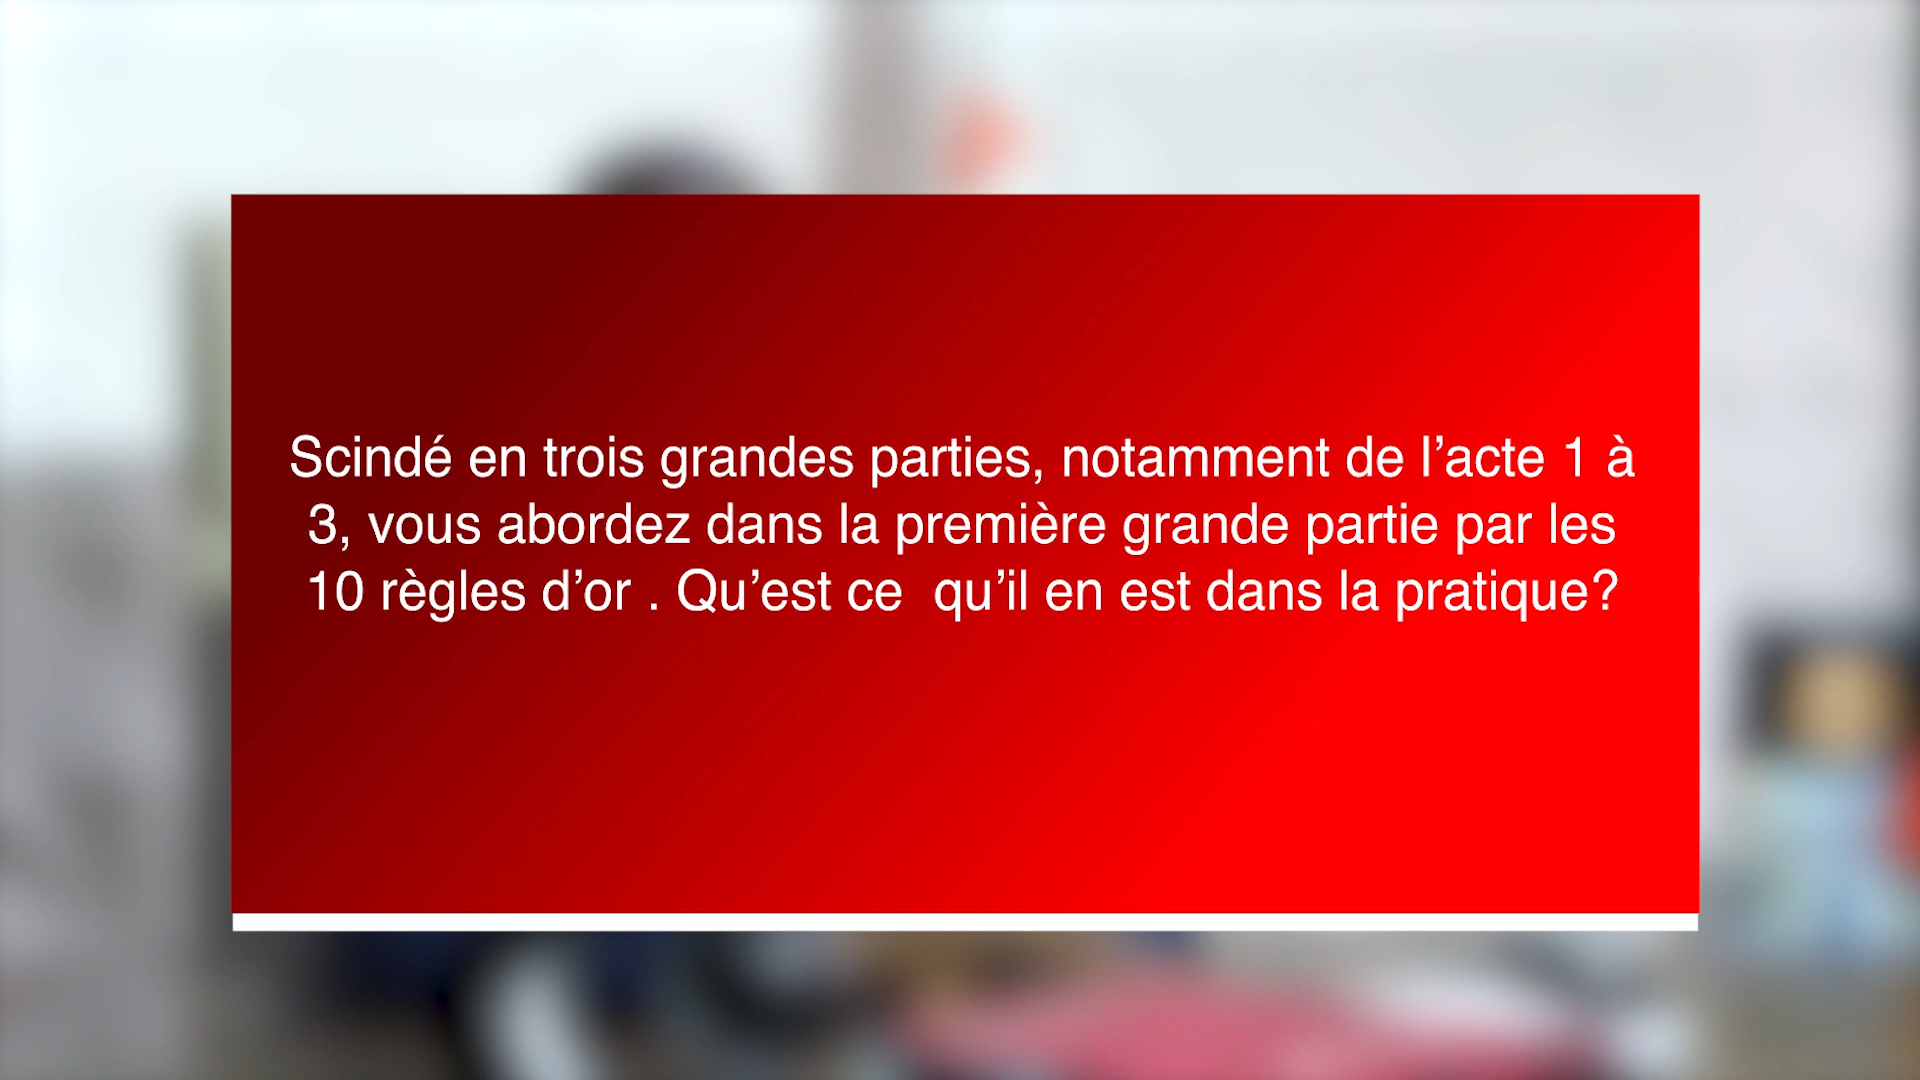 Scindé en trois grandes parties, notamment de l’acte 1 à
3, vous abordez dans la première grande partie par les
10 règles d’or . Qu’est ce  qu’il en est dans la pratique?